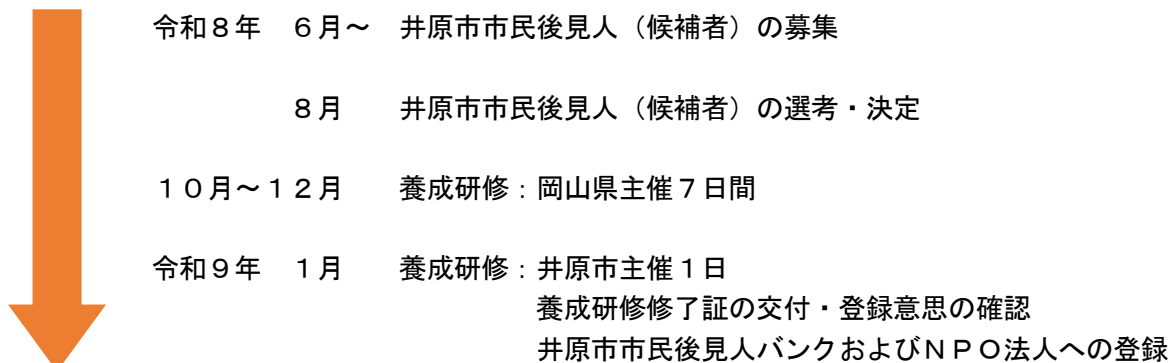 令和８年　６月～　井原市市民後見人（候補者）の募集
８月　井原市市民後見人（候補者）の選考・決定
１０月～１２月　養成研修：岡山県主催７日間
令和９年　１月　養成研修：井原市主催１日
養成研修修了証の交付・登録意思の確認
井原市市民後見人バンクおよびＮＰＯ法人への登録